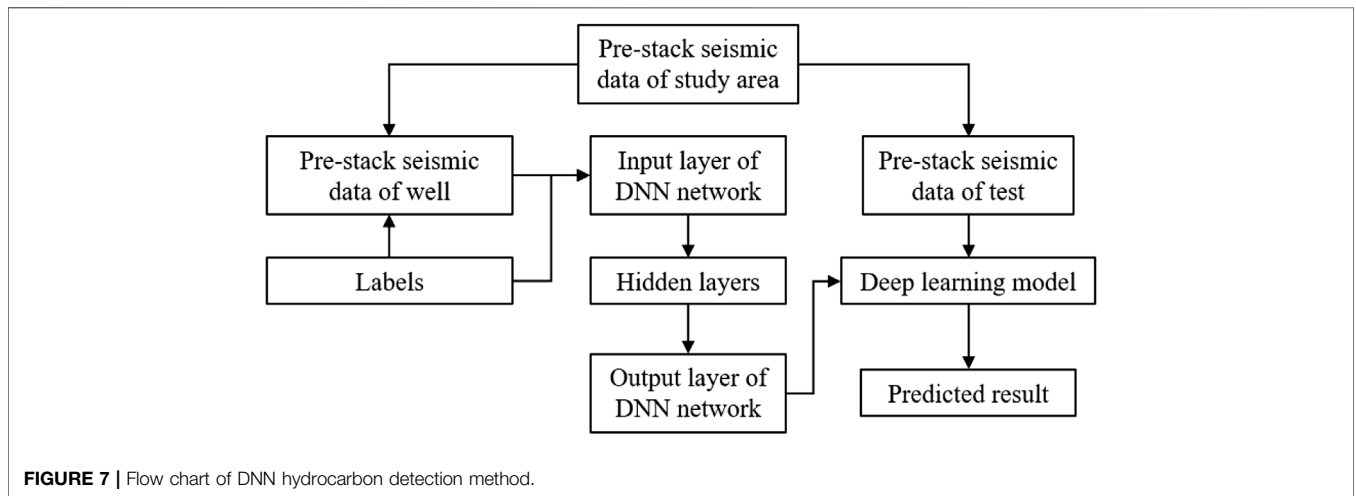 Pre-stack seismic
data of study area
Pre-stack seismic
data of well
Input layer of
DNN network
Pre-stack seismic
data of test
Labels
Hidden layers
Deep learning model
Output layer of
DNN network
Predicted result
FIGURE 7 | Flow chart of DNN hydrocarbon detection method.